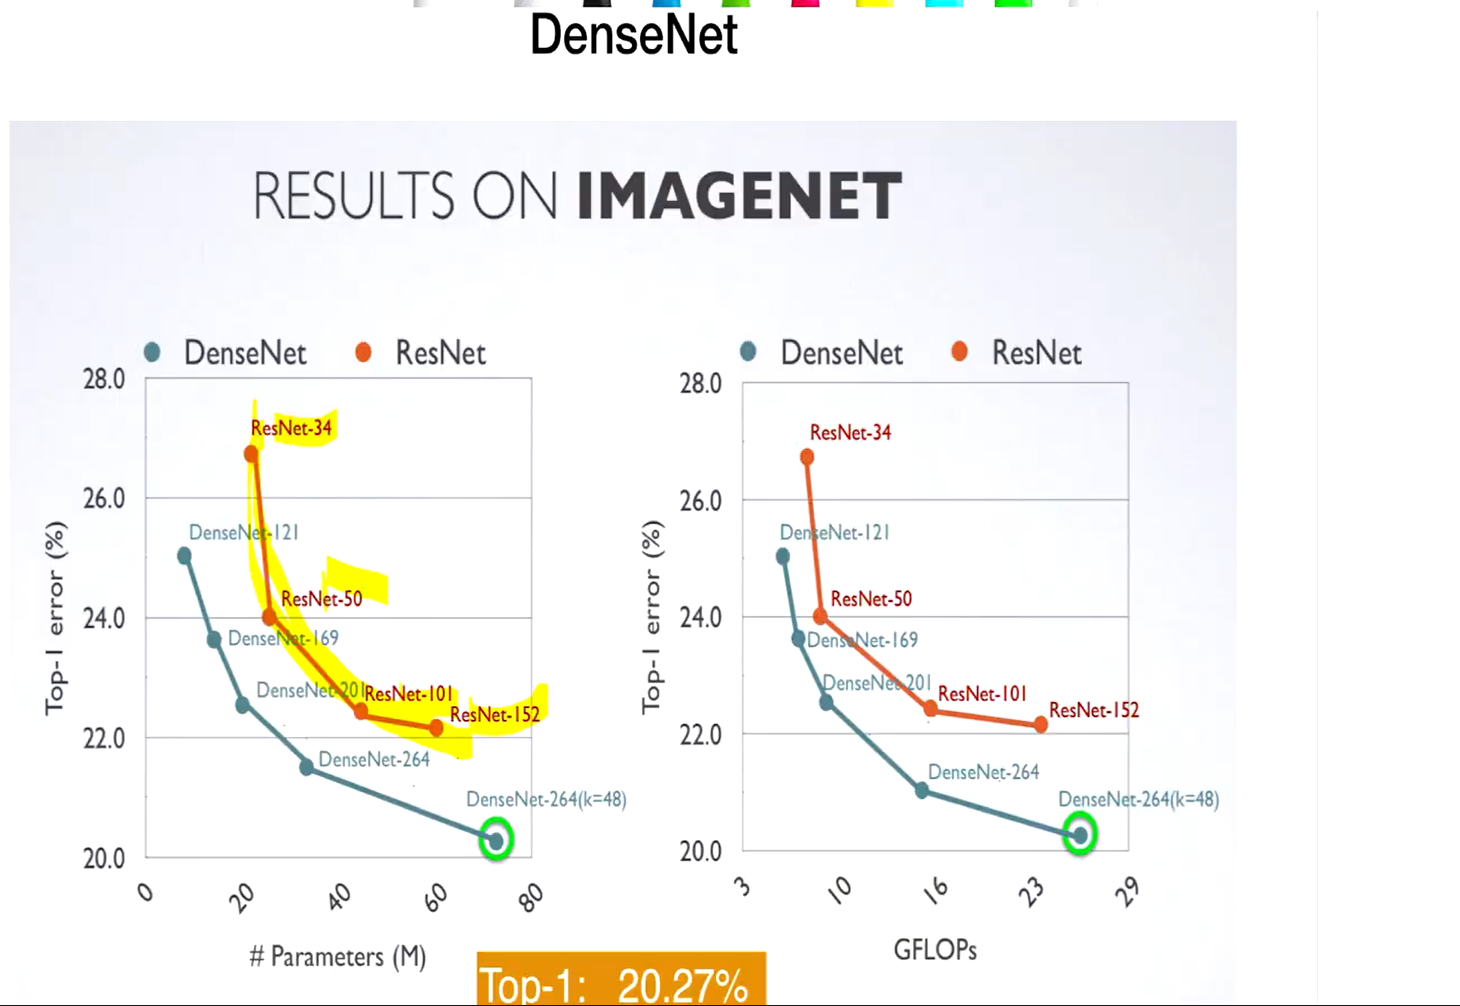 DenseNet
RESULTS ON IMAGENET
DenseNet ResNet
28.0
26.0
24.0
22.0
20.0
Top-1 error (%)
ResNet-34
DenseNet-121
ResNet-50
DenseNet-169
DenseNet-201
ResNet-101
ResNet-152
DenseNet-264
DenseNet-264(k=48)
0 20 40 60 80
# Parameters (M)
DenseNet ResNet
28.0
26.0
24.0
22.0
20.0
Top-1 error (%)
ResNet-34
DenseNet-121
ResNet-50
DenseNet-169
DenseNet-201
ResNet-101
ResNet-152
DenseNet-264
DenseNet-264(k=48)
3 10 16 23 29
GFLOPs
Top-1: 20.27%